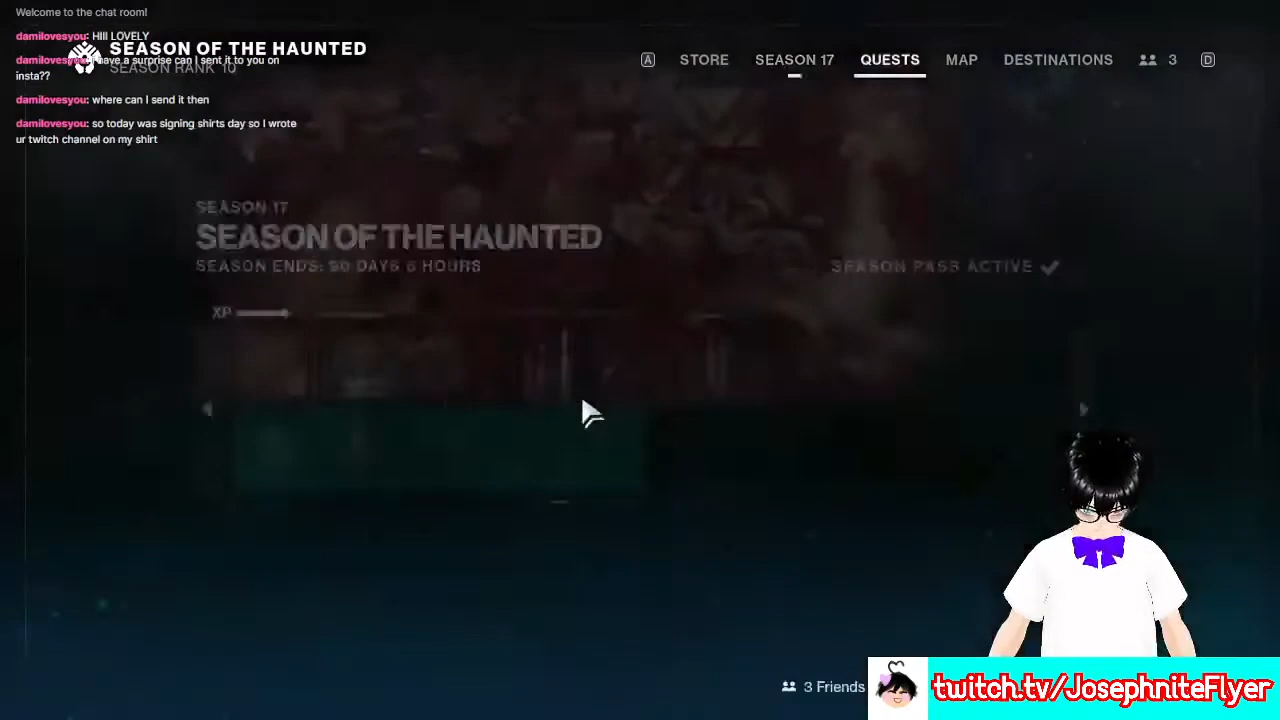 Welcome to the chat room!
damilovesyou: HIII LOVELY
damilovesyou: i have a surprise can I sent it to you on
insta??
damilovesyou: where can I send it then
damilovesyou: so today was signing shirts day so I wrote
ur twitch channel on my shirt
SEASON OF THE HAUNTED
SEASON RANK 10
A STORE SEASON 17 QUESTS MAP DESTINATIONS 3 D
SEASON 17
SEASON OF THE HAUNTED
SEASON ENDS: 90 DAYS 6 HOURS
SEASON PASS ACTIVE
XP
3 Friends
twitch.tv/JosephniteFlyer